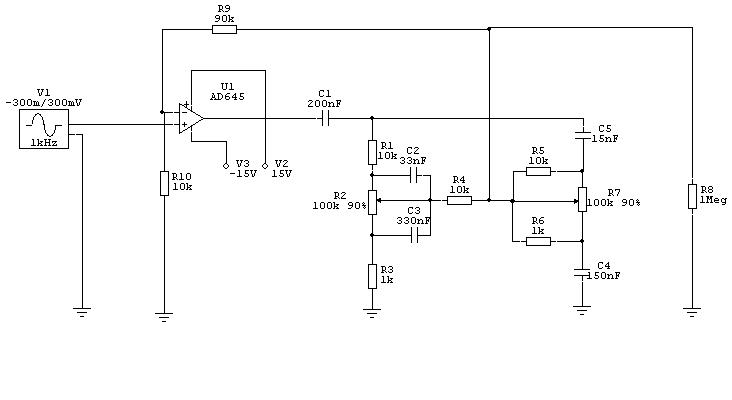 R9
90k
V1
-300m/300mV
1kHz
U1
AD645
C1
200nF
V3
-15V
V2
15V
R10
10k
R1
10k
C2
33nF
R2
100k 90%
C3
330nF
R3
1k
R4
10k
R5
10k
C5
15nF
R7
100k 90%
R6
1k
C4
150nF
R8
1Meg